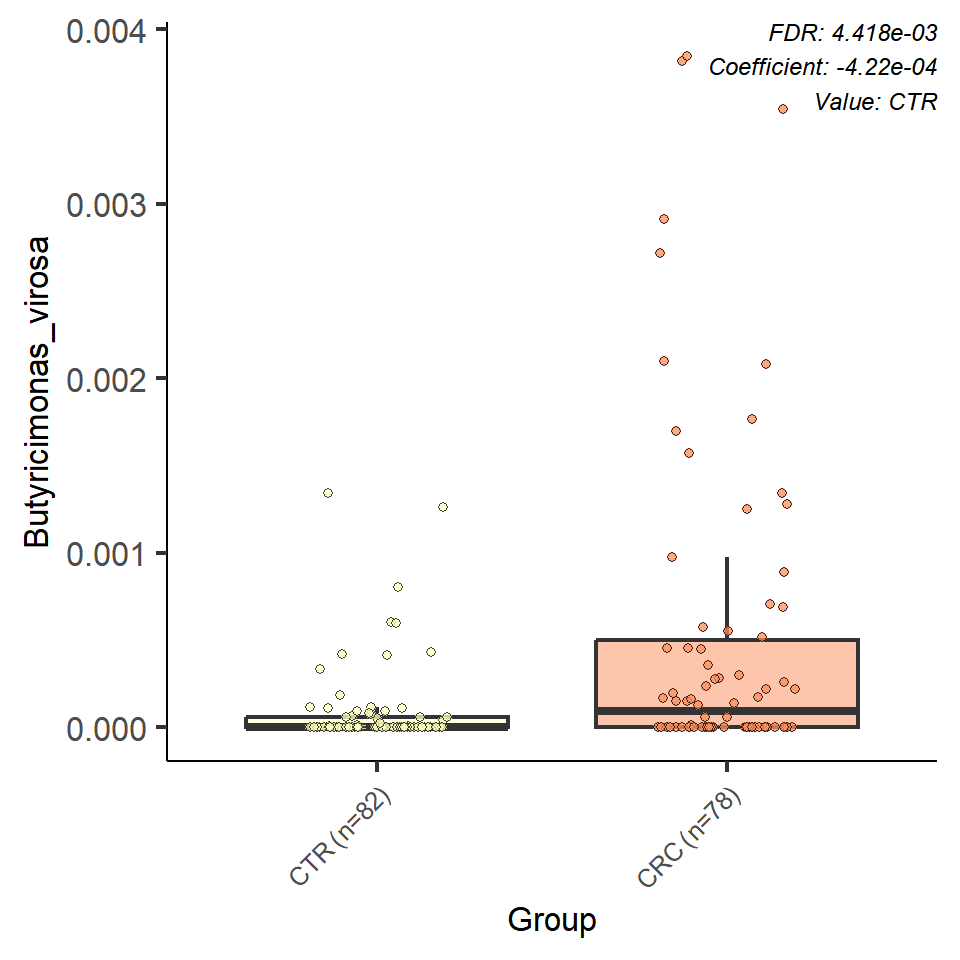 FDR: 4.418e-03
Coefficient: -4.22e-04
Value: CTR
0.004
0.003
0.002
0.001
0.000
Butyricimonas_virosa
CTR (n=82)
CRC (n=78)
Group